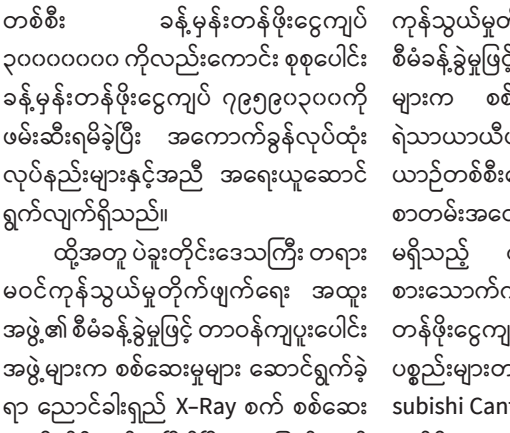 တစ်စီး ခန့်မှန်းတန်ဖိုးငွေကျပ်
၃၀၀၀၀၀၀၀ ကိုလည်းကောင်း စုစုပေါင်း
ခန့်မှန်းတန်ဖိုးငွေကျပ် ၇၉၅၉၀၃၀၀ကို
ဖမ်းဆီးရမိခဲ့ပြီး အကောက်ခွန်လုပ်ထုံး
လုပ်နည်းများနှင့်အညီ အရေးယူဆောင်
ရွက်လျက်ရှိသည်။
ထို့အတူ ပဲခူးတိုင်းဒေသကြီး တရား
မဝင်ကုန်သွယ်မှုတိုက်ဖျက်ရေး အထူး
အဖွဲ့၏ စီမံခန့်ခွဲမှုဖြင့် တာဝန်ကျပူးပေါင်း
အဖွဲ့များက စစ်ဆေးမှုများ ဆောင်ရွက်ခဲ့
ရာ ညောင်ခါးရှည် X-Ray စက် စစ်ဆေး
ကုန်သွယ်မှု
စီမံခန့်ခွဲမှုဖြင့်
များက
ရဲသာယာယီ
ယာဉ်တစ်စီး
စာတမ်း
မရှိသည့်
စားသောက်
တန်ဖိုးငွေ
ပစ္စည်းများ
subishi